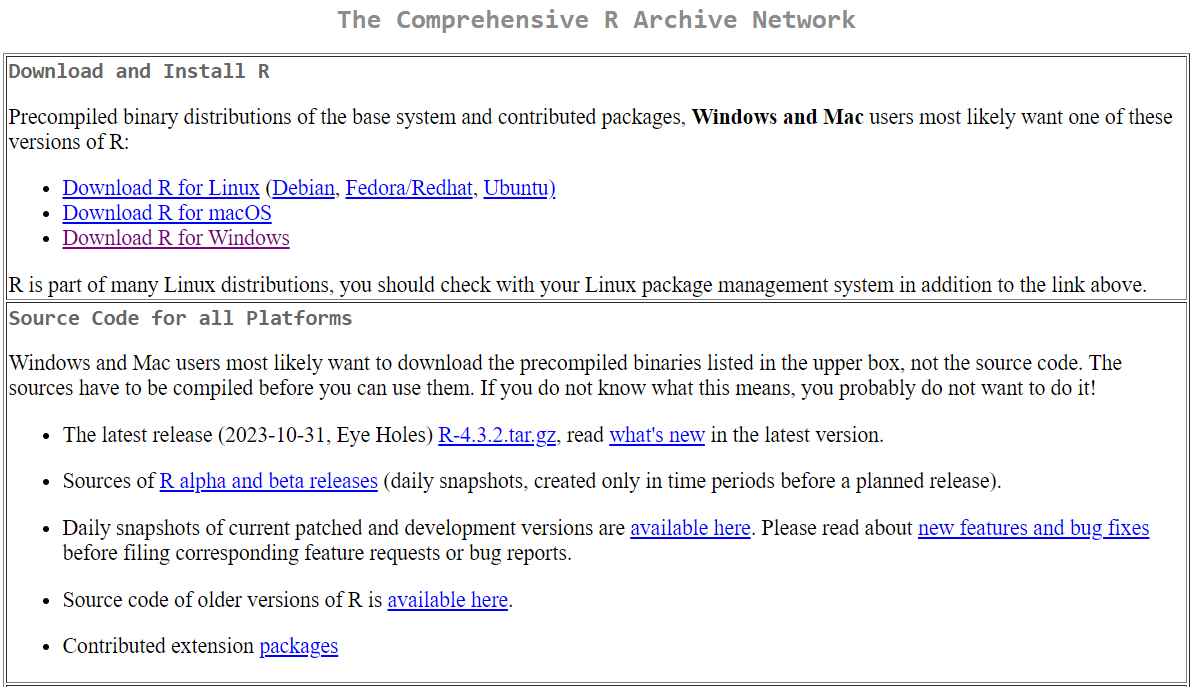 The Comprehensive R Archive Network
Download and Install R
Precompiled binary distributions of the base system and contributed packages, Windows and Mac users most likely want one of these
versions of R:
• Download R for Linux (Debian, Fedora/Redhat, Ubuntu)
• Download R for macOS
• Download R for Windows
R is part of many Linux distributions, you should check with your Linux package management system in addition to the link above.
Source Code for all Platforms
Windows and Mac users most likely want to download the precompiled binaries listed in the upper box, not the source code. The
sources have to be compiled before you can use them. If you do not know what this means, you probably do not want to do it!
• The latest release (2023-10-31, Eye Holes) R-4.3.2.tar.gz, read what's new in the latest version.
• Sources of R alpha and beta releases (daily snapshots, created only in time periods before a planned release).
• Daily snapshots of current patched and development versions are available here. Please read about new features and bug fixes
before filing corresponding feature requests or bug reports.
• Source code of older versions of R is available here.
• Contributed extension packages